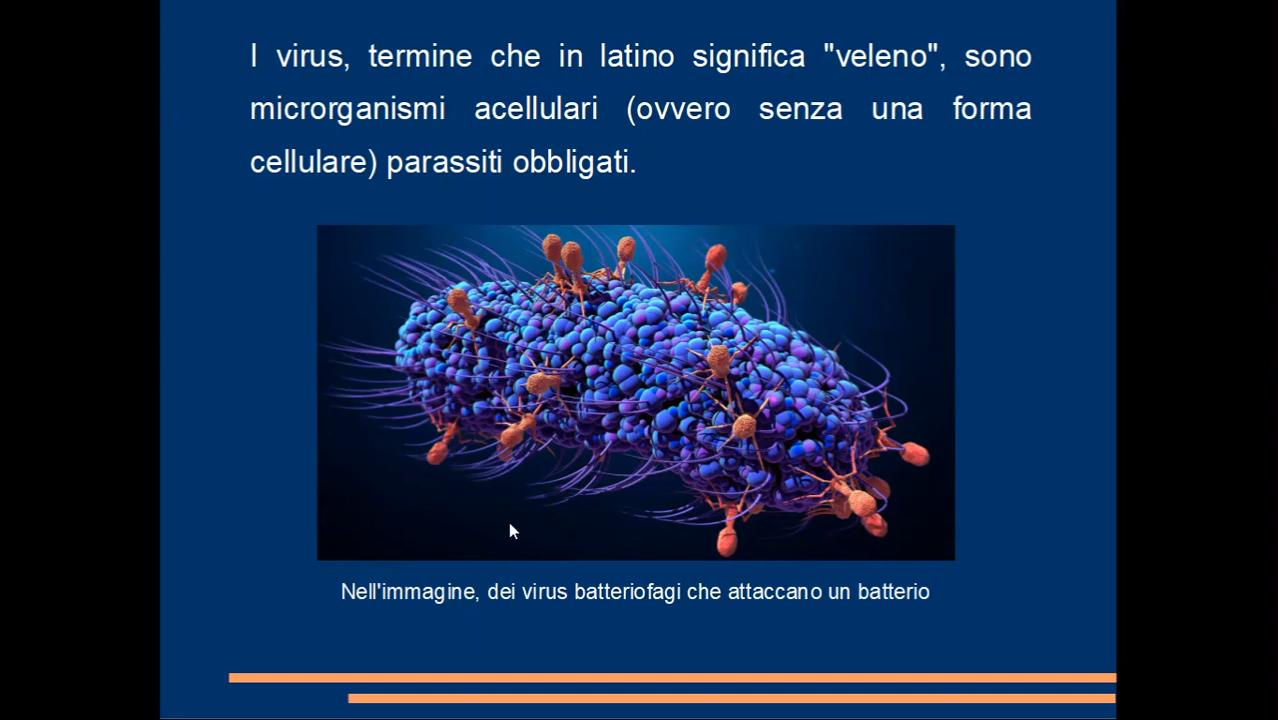 I virus, termine che in latino significa "veleno", sono
microrganismi acellulari (ovvero senza una forma
cellulare) parassiti obbligati.
Nell'immagine, dei virus batteriofagi che attaccano un batterio